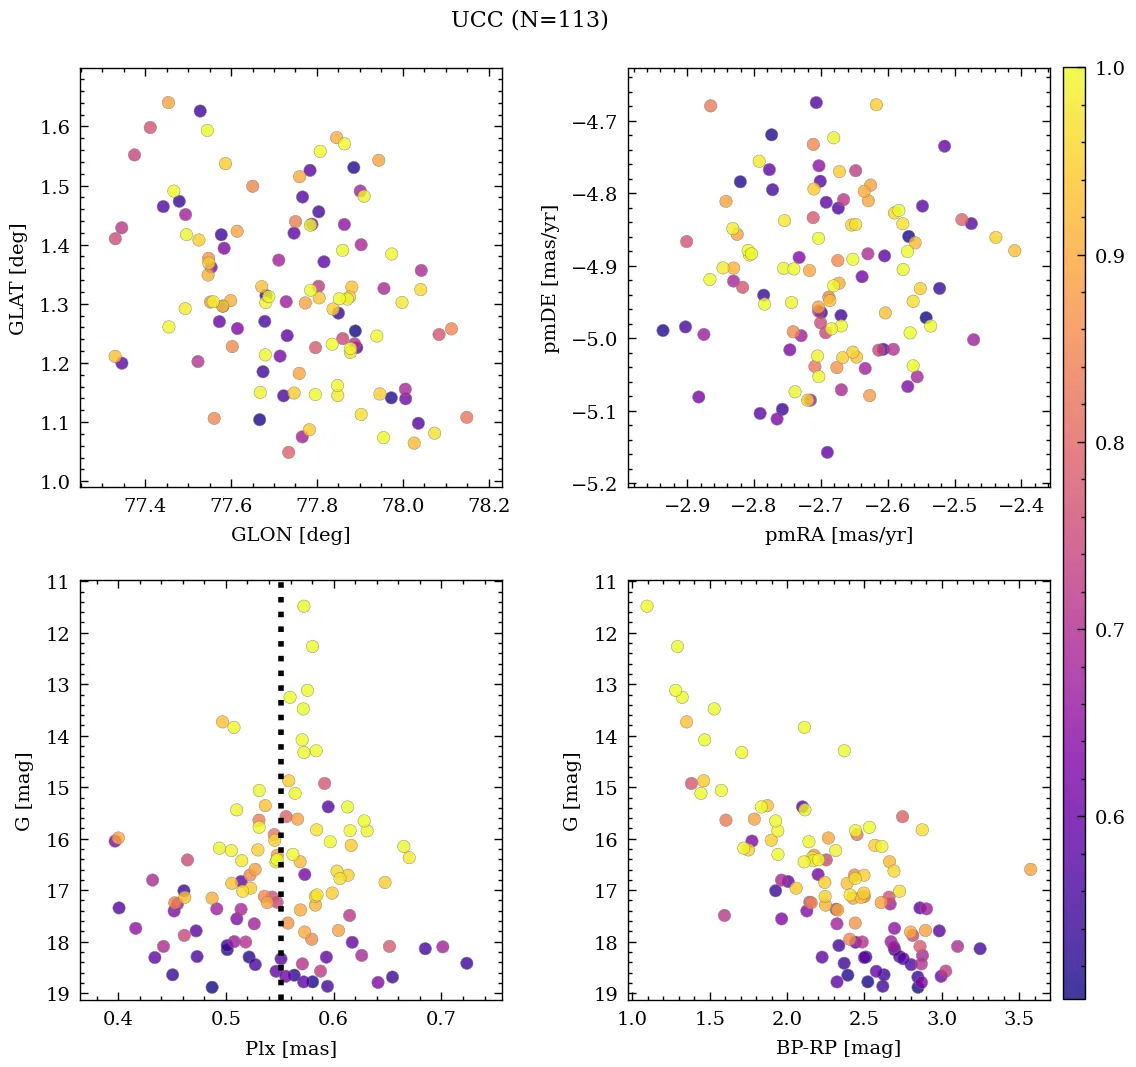 UCC (N=113)
1.6
1.5
1.4
1.3
1.2
1.1
1.0
GLAT [deg]
77.4 77.6 77.8 78.0 78.2
GLON [deg]
−4.7
−4.8
−4.9
−5.0
−5.1
−5.2
pmDE [mas/yr]
−2.9 −2.8 −2.7 −2.6 −2.5 −2.4
pmRA [mas/yr]
11
12
13
14
15
16
17
18
19
G [mag]
0.4 0.5 0.6 0.7
Plx [mas]
11
12
13
14
15
16
17
18
19
G [mag]
1.0 1.5 2.0 2.5 3.0 3.5
BP-RP [mag]
1.0
0.9
0.8
0.7
0.6